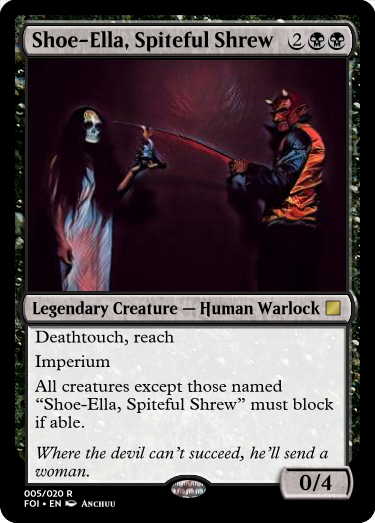 Shoe-Ella, Spiteful Shrew 2
Legendary Creature — Human Warlock
Deathtouch, reach
Imperium
All creatures except those named
“Shoe-Ella, Spiteful Shrew” must block
if able.
Where the devil can’t succeed, he’ll send a
woman.
0/4
005/020 R
FOI • EN Anchuu